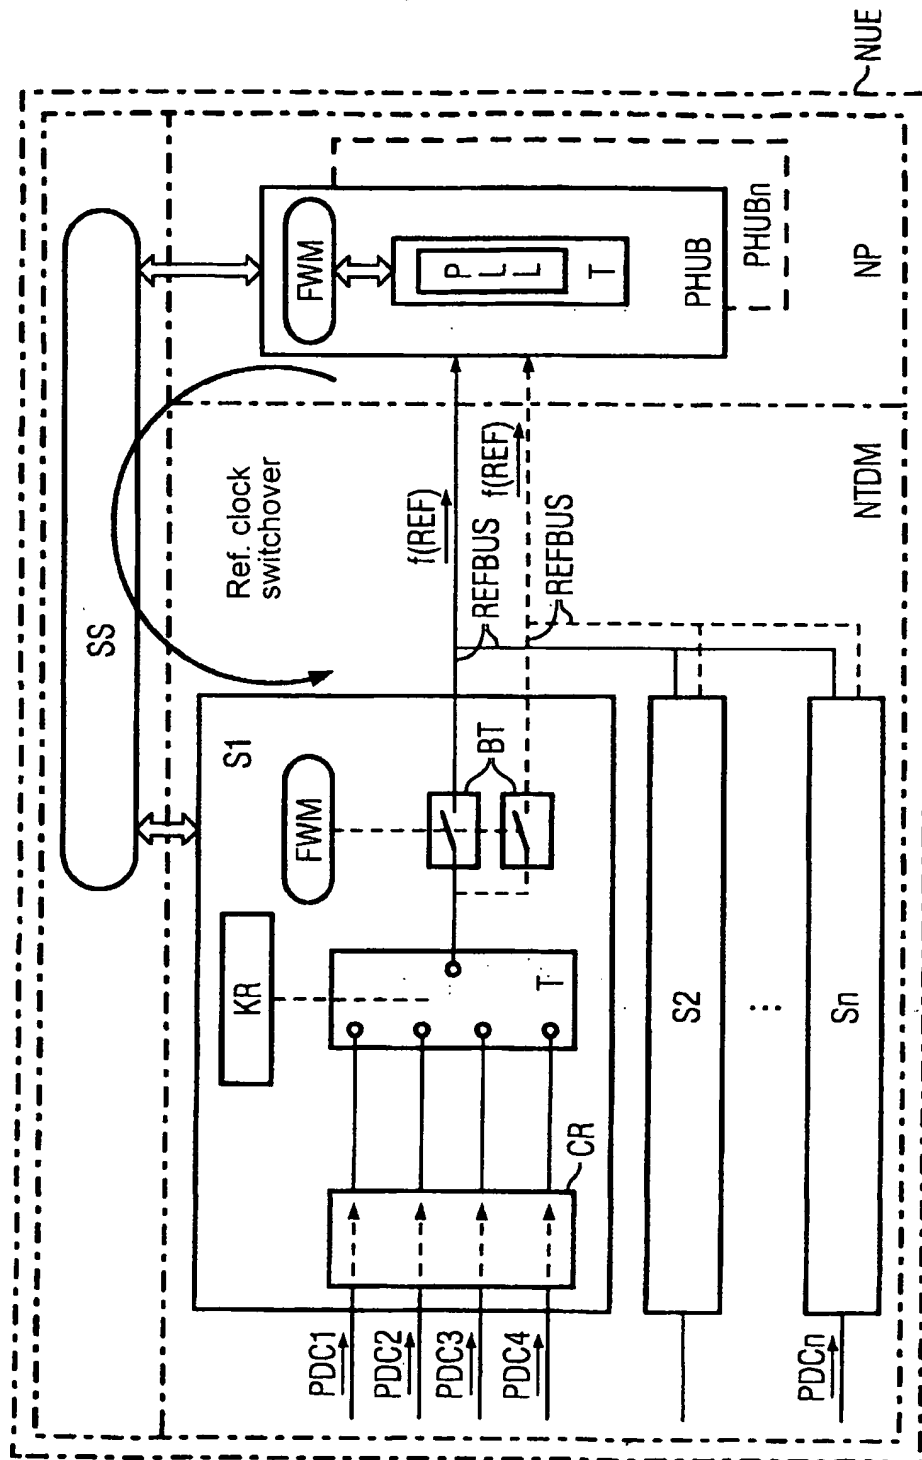 NUE
SS
Ref. clock
switchover
S1
KR
FWM
BT
T
CR
PDC1
PDC2
PDC3
PDC4
f(REF)
REFBUS
f(REF)
REFBUS
FWM
P
L
L
T
PHUB
PHUBn
NP
NTDM
S2
...
Sn
PDCn